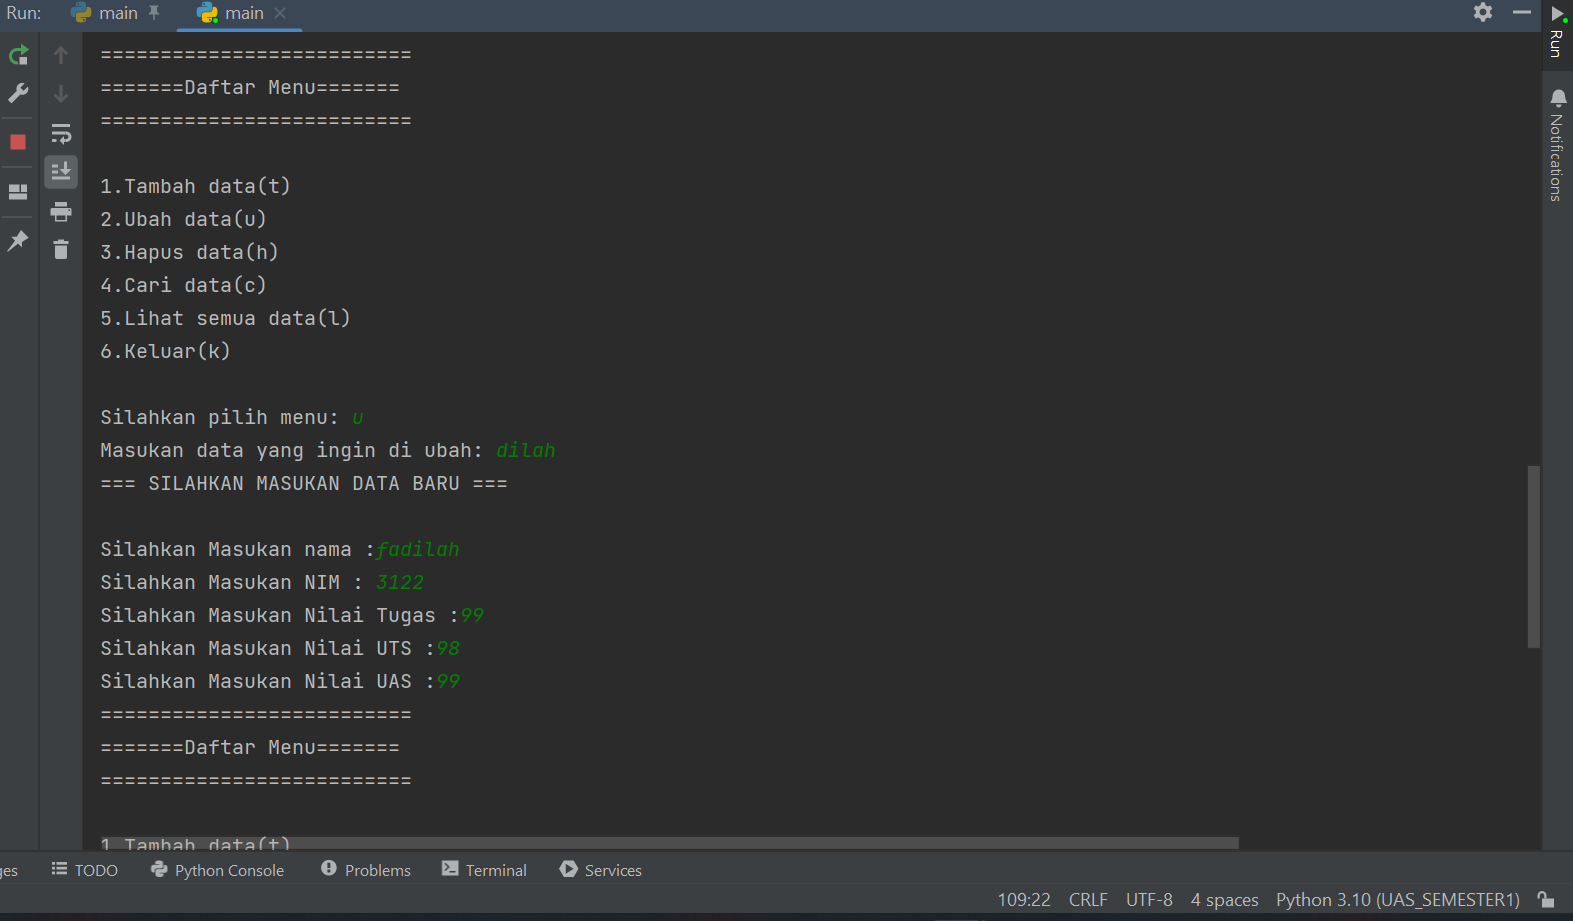 Run: main main
==========================
=======Daftar Menu=======
==========================
1.Tambah data(t)
2.Ubah data(u)
3.Hapus data(h)
4.Cari data(c)
5.Lihat semua data(l)
6.Keluar(k)
Silahkan pilih menu: u
Masukan data yang ingin di ubah: dilah
=== SILAHKAN MASUKAN DATA BARU ===
Silahkan Masukan nama :fadilah
Silahkan Masukan NIM : 3122
Silahkan Masukan Nilai Tugas :99
Silahkan Masukan Nilai UTS :98
Silahkan Masukan Nilai UAS :99
==========================
=======Daftar Menu=======
==========================
1.Tambah data(t)
Run
Notifications
ges TODO Python Console Problems Terminal Services
109:22 CRLF UTF-8 4 spaces Python 3.10 (UAS_SEMESTER1)